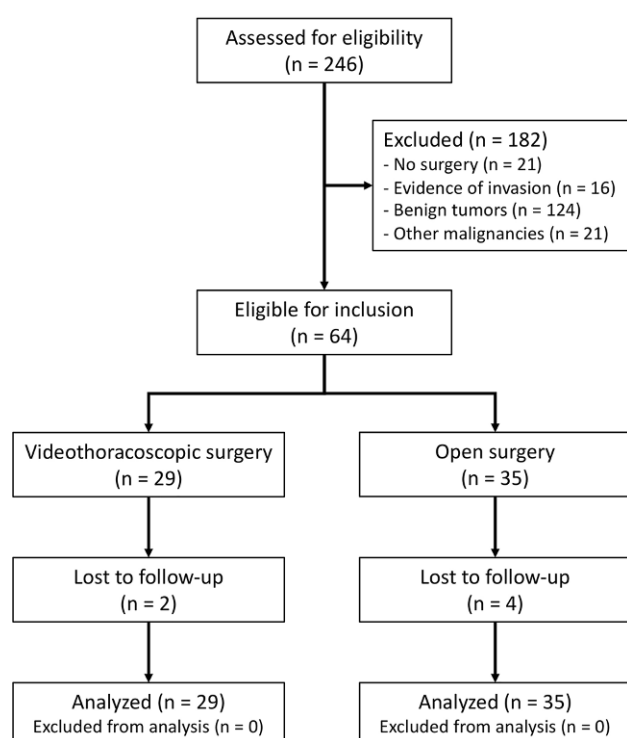 Assessed for eligibility
(n = 246)
Excluded (n = 182)
- No surgery (n = 21)
- Evidence of invasion (n = 16)
- Benign tumors (n = 124)
- Other malignancies (n = 21)
Eligible for inclusion
(n = 64)
Videothoracoscopic surgery
(n = 29)
Open surgery
(n = 35)
Lost to follow-up
(n = 2)
Lost to follow-up
(n = 4)
Analyzed (n = 29)
Excluded from analysis (n = 0)
Analyzed (n = 35)
Excluded from analysis (n = 0)